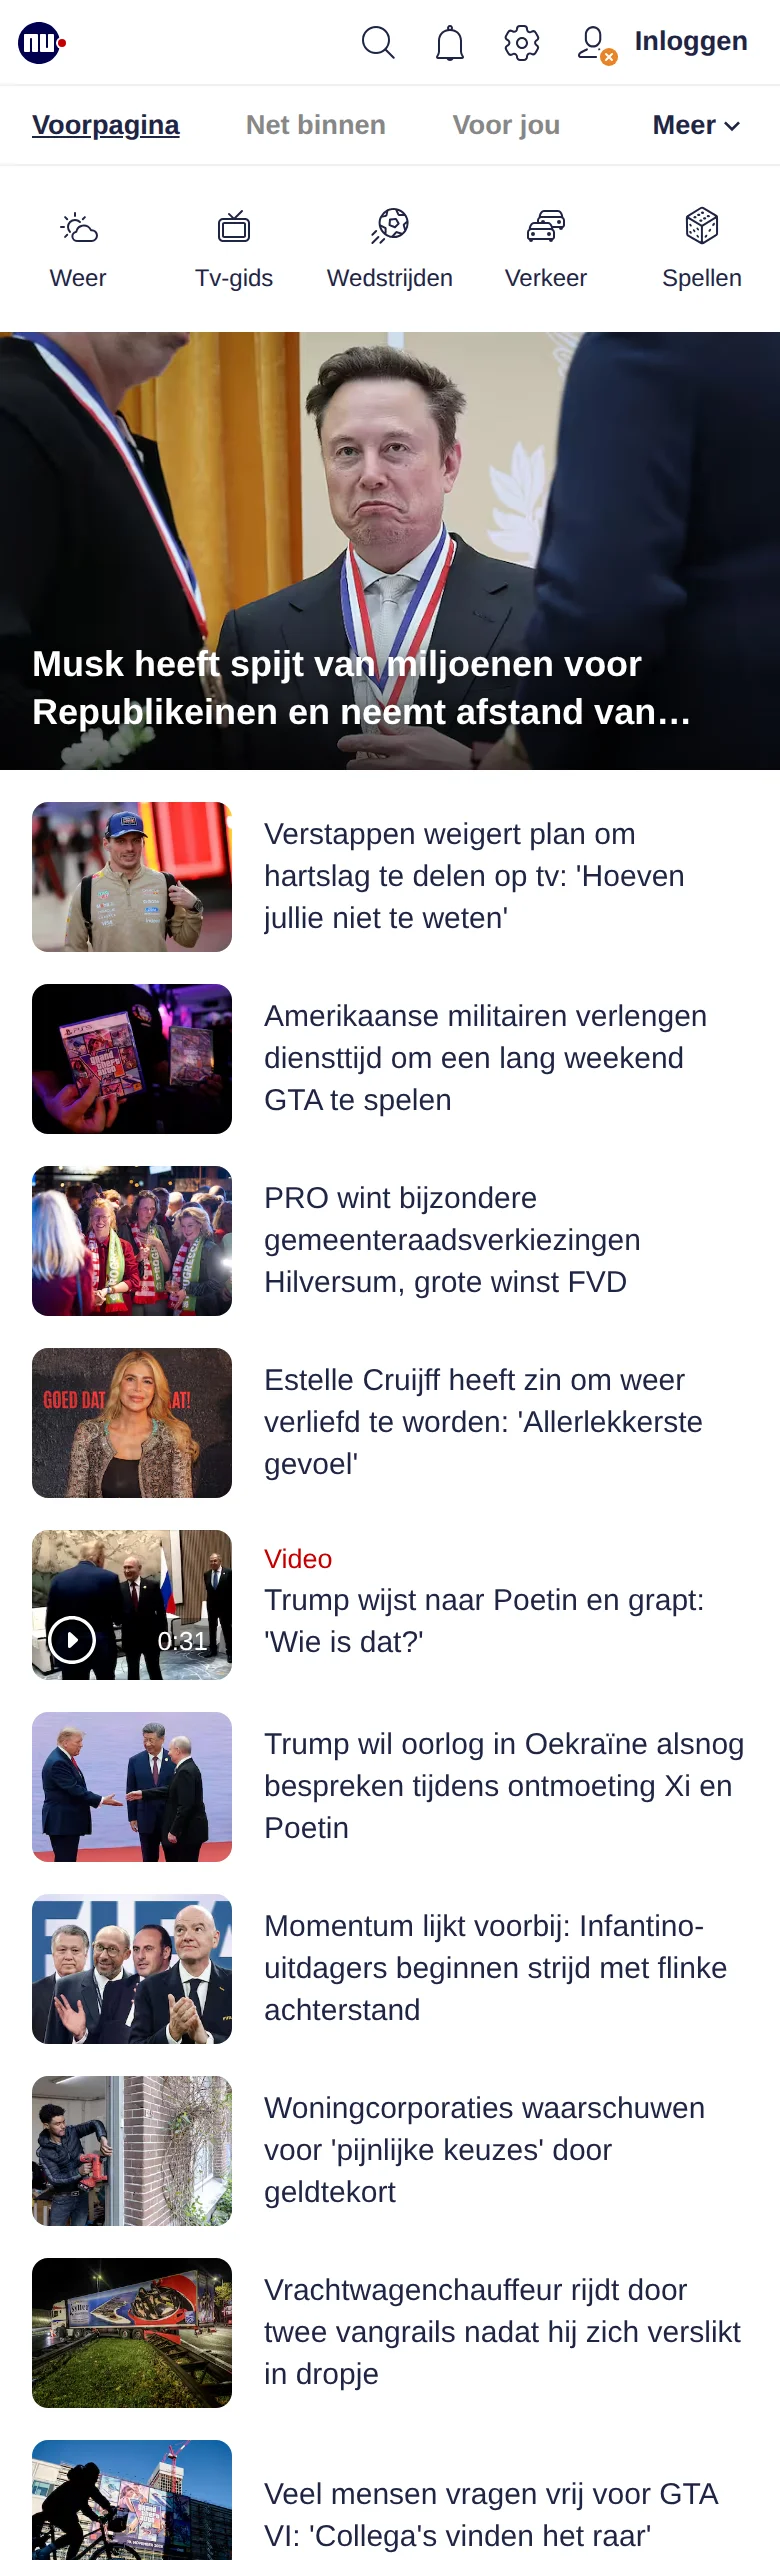 nu
Inloggen
Voorpagina Net binnen Voor jou Meer
Weer Tv-gids Wedstrijden Verkeer Spellen
Musk heeft spijt van miljoenen voor
Republikeinen en neemt afstand van…
Verstappen weigert plan om
hartslag te delen op tv: 'Hoeven
jullie niet te weten'
Amerikaanse militairen verlengen
diensttijd om een lang weekend
GTA te spelen
PRO wint bijzondere
gemeenteraadsverkiezingen
Hilversum, grote winst FVD
GOED DAT AT!
Estelle Cruijff heeft zin om weer
verliefd te worden: 'Allerlekkerste
gevoel'
Video
Trump wijst naar Poetin en grapt:
'Wie is dat?'
0:31
Trump wil oorlog in Oekraïne alsnog
bespreken tijdens ontmoeting Xi en
Poetin
Momentum lijkt voorbij: Infantino-
uitdagers beginnen strijd met flinke
achterstand
Woningcorporaties waarschuwen
voor 'pijnlijke keuzes' door
geldtekort
Vrachtwagenchauffeur rijdt door
twee vangrails nadat hij zich verslikt
in dropje
Veel mensen vragen vrij voor GTA
VI: 'Collega's vinden het raar'